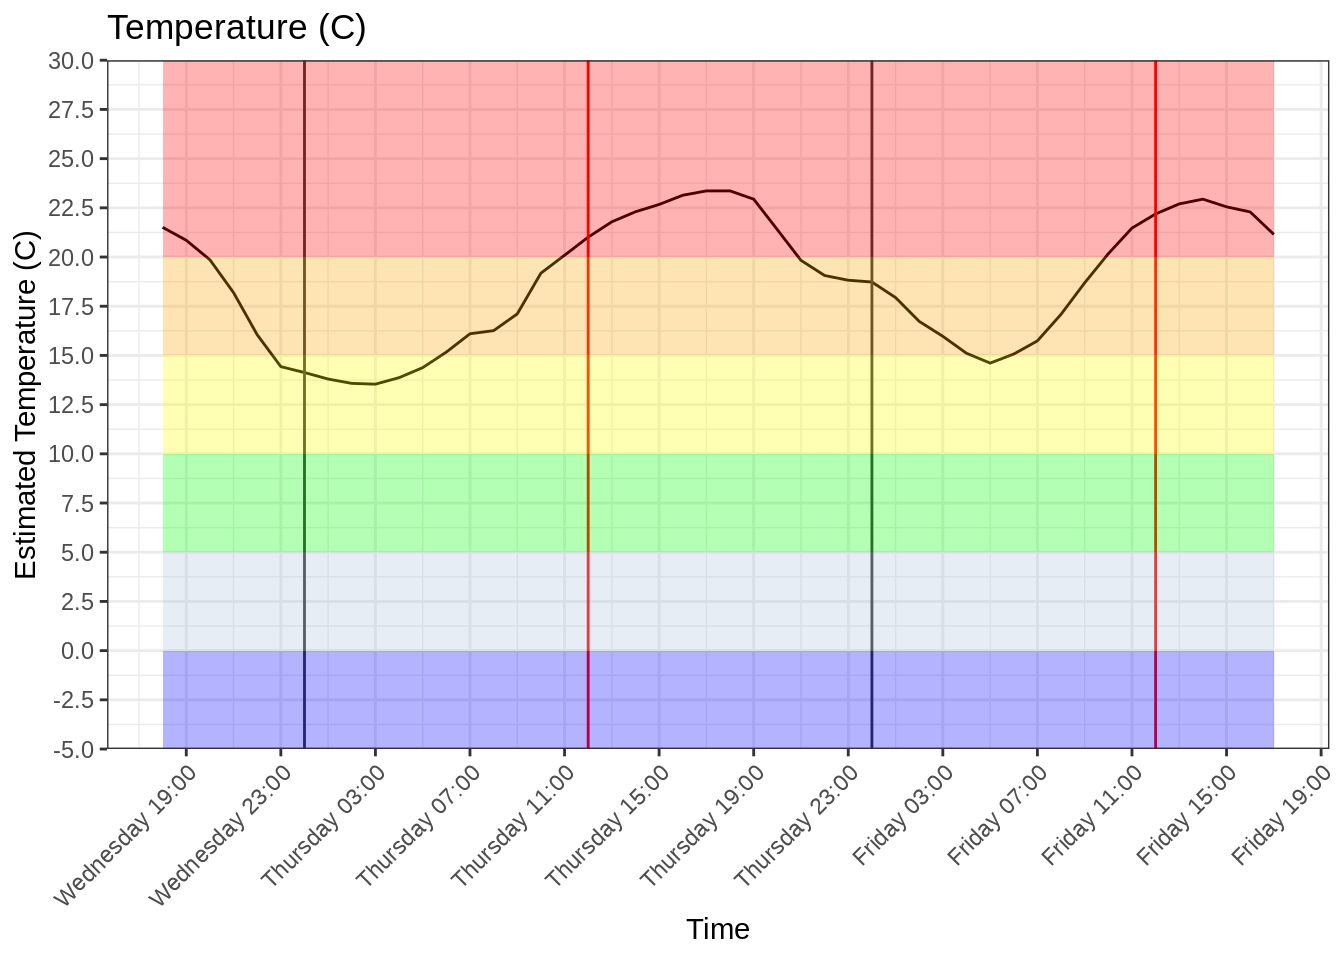 Temperature (C)
Estimated Temperature (C)
30.0
27.5
25.0
22.5
20.0
17.5
15.0
12.5
10.0
7.5
5.0
2.5
0.0
-2.5
-5.0
Wednesday 19:00
Wednesday 23:00
Thursday 03:00
Thursday 07:00
Thursday 11:00
Thursday 15:00
Thursday 19:00
Thursday 23:00
Friday 03:00
Friday 07:00
Friday 11:00
Friday 15:00
Friday 19:00
Time